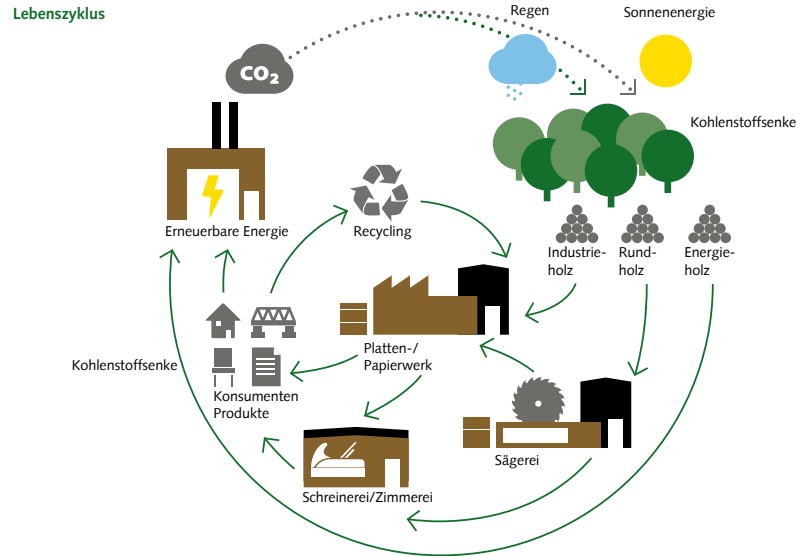 Lebenszyklus
Regen
Sonnenenergie
CO₂
Kohlenstoffsenke
Erneuerbare Energie
Recycling
Industrie-
holz
Rund-
holz
Energie-
holz
Platten-/
Papierwerk
Kohlenstoffsenke
Konsumenten
Produkte
Sägerei
Schreinerei/Zimmerei